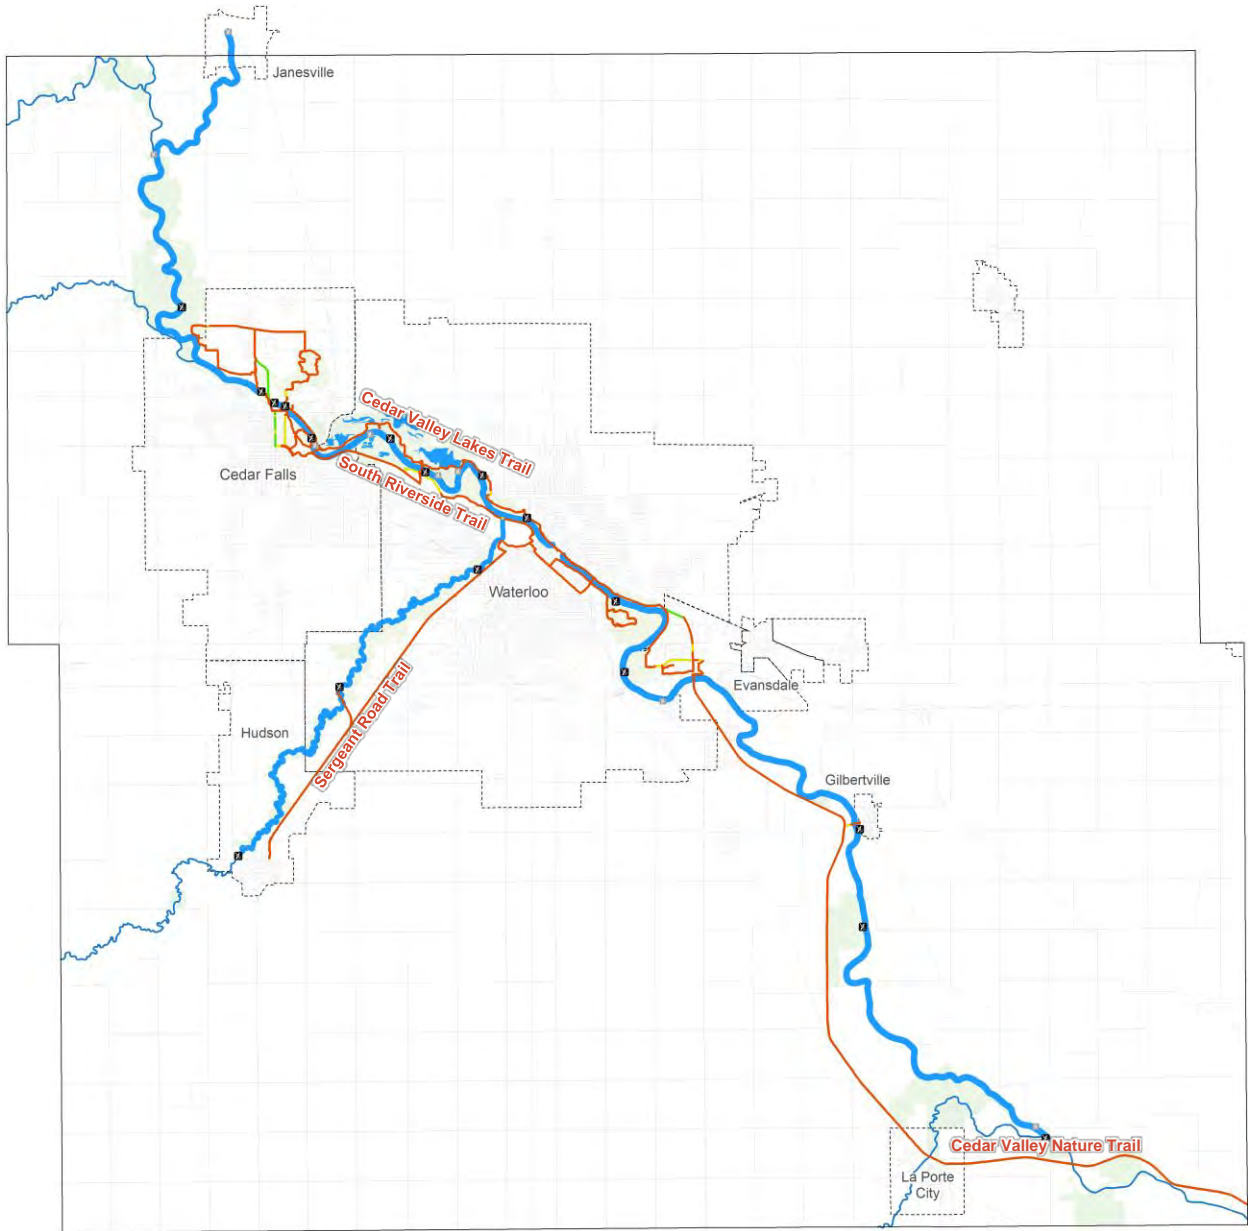 Janesville
Cedar Valley Lakes Trail
Cedar Falls
South Riverside Trail
Waterloo
Evansdale
Sergeant Road Trail
Hudson
Gilbertville
Cedar Valley Nature Trail
La Porte
City